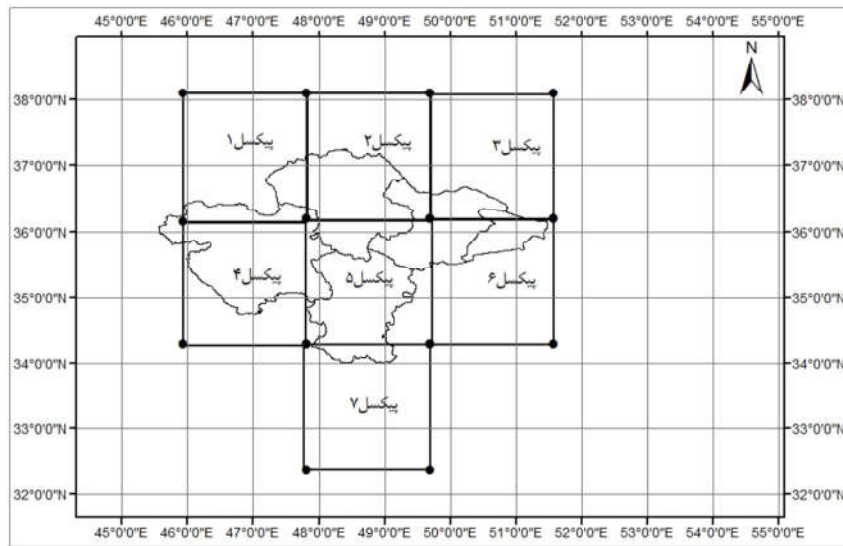 45°0'0"E 46°0'0"E 47°0'0"E 48°0'0"E 49°0'0"E 50°0'0"E 51°0'0"E 52°0'0"E 53°0'0"E 54°0'0"E 55°0'0"E
N
38°0'0"N 38°0'0"N
پیکسل۱ پیکسل۲ پیکسل۳
37°0'0"N 37°0'0"N
36°0'0"N 36°0'0"N
پیکسل۴ پیکسل۵ پیکسل۶
35°0'0"N 35°0'0"N
34°0'0"N 34°0'0"N
پیکسل۷
33°0'0"N 33°0'0"N
32°0'0"N 32°0'0"N
45°0'0"E 46°0'0"E 47°0'0"E 48°0'0"E 49°0'0"E 50°0'0"E 51°0'0"E 52°0'0"E 53°0'0"E 54°0'0"E 55°0'0"E